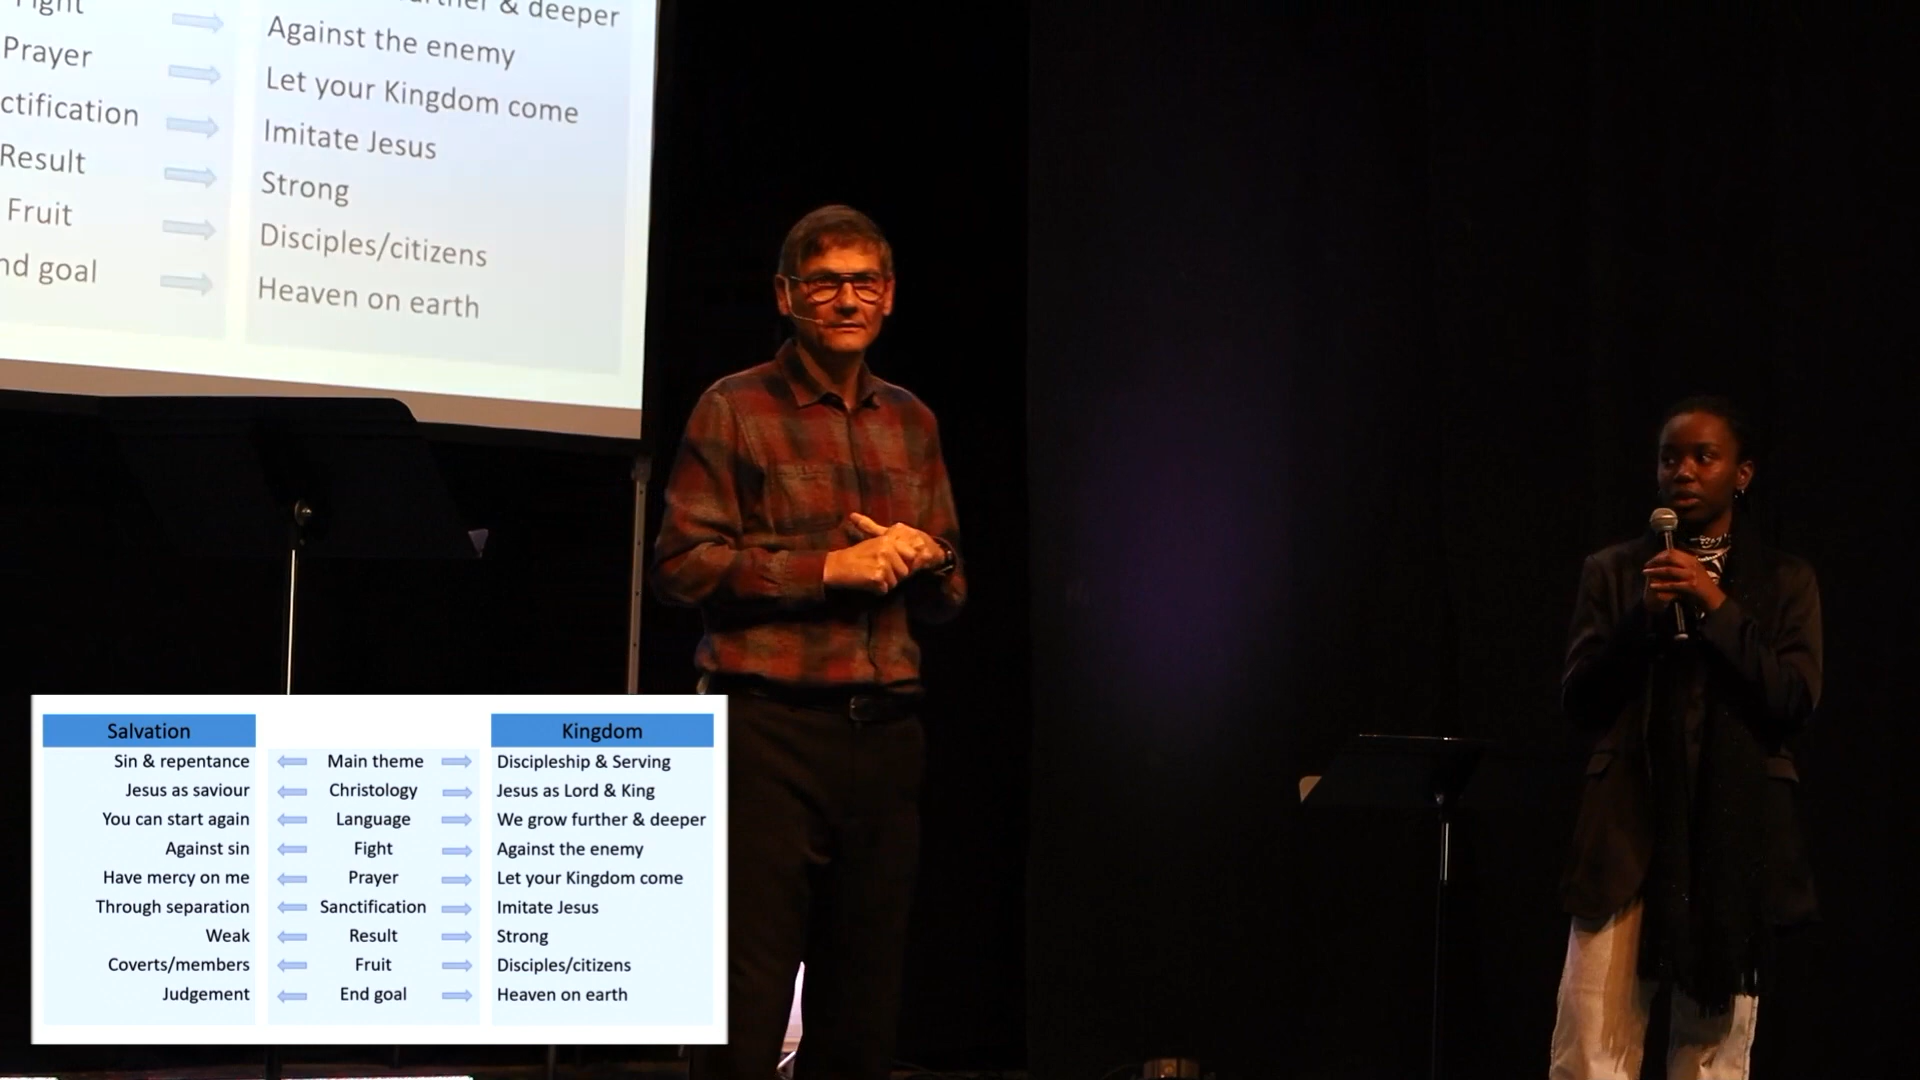 & deeper
Against the enemy
Prayer
Let your Kingdom come
ctification
Imitate Jesus
Result
Strong
Fruit
Disciples/citizens
nd goal
Heaven on earth
Salvation Kingdom
Sin & repentance Main theme Discipleship & Serving
Jesus as saviour Christology Jesus as Lord & King
You can start again Language We grow further & deeper
Against sin Fight Against the enemy
Have mercy on me Prayer Let your Kingdom come
Through separation Sanctification Imitate Jesus
Weak Result Strong
Coverts/members Fruit Disciples/citizens
Judgement End goal Heaven on earth